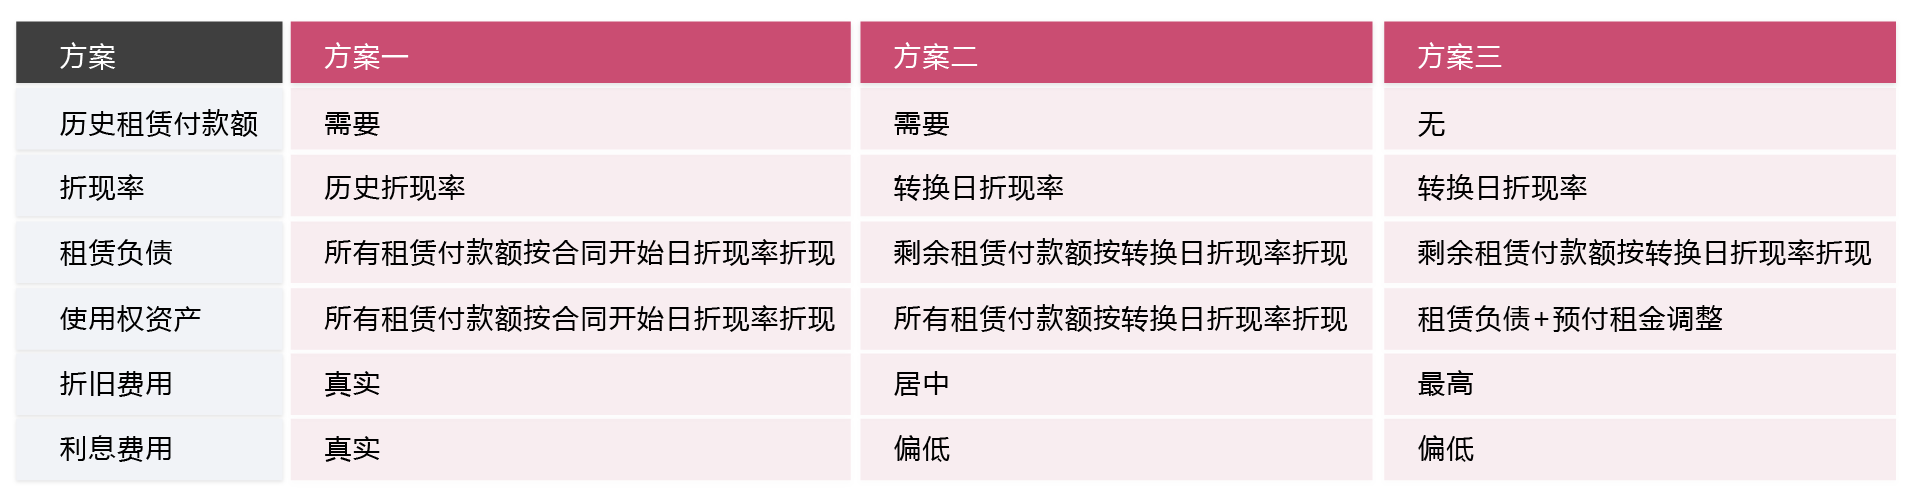 方案 方案一 方案二 方案三
历史租赁付款额 需要 需要 无
折现率 历史折现率 转换日折现率 转换日折现率
租赁负债 所有租赁付款额按合同开始日折现率折现 剩余租赁付款额按转换日折现率折现 剩余租赁付款额按转换日折现率折现
使用权资产 所有租赁付款额按合同开始日折现率折现 所有租赁付款额按转换日折现率折现 租赁负债+预付租金调整
折旧费用 真实 居中 最高
利息费用 真实 偏低 偏低